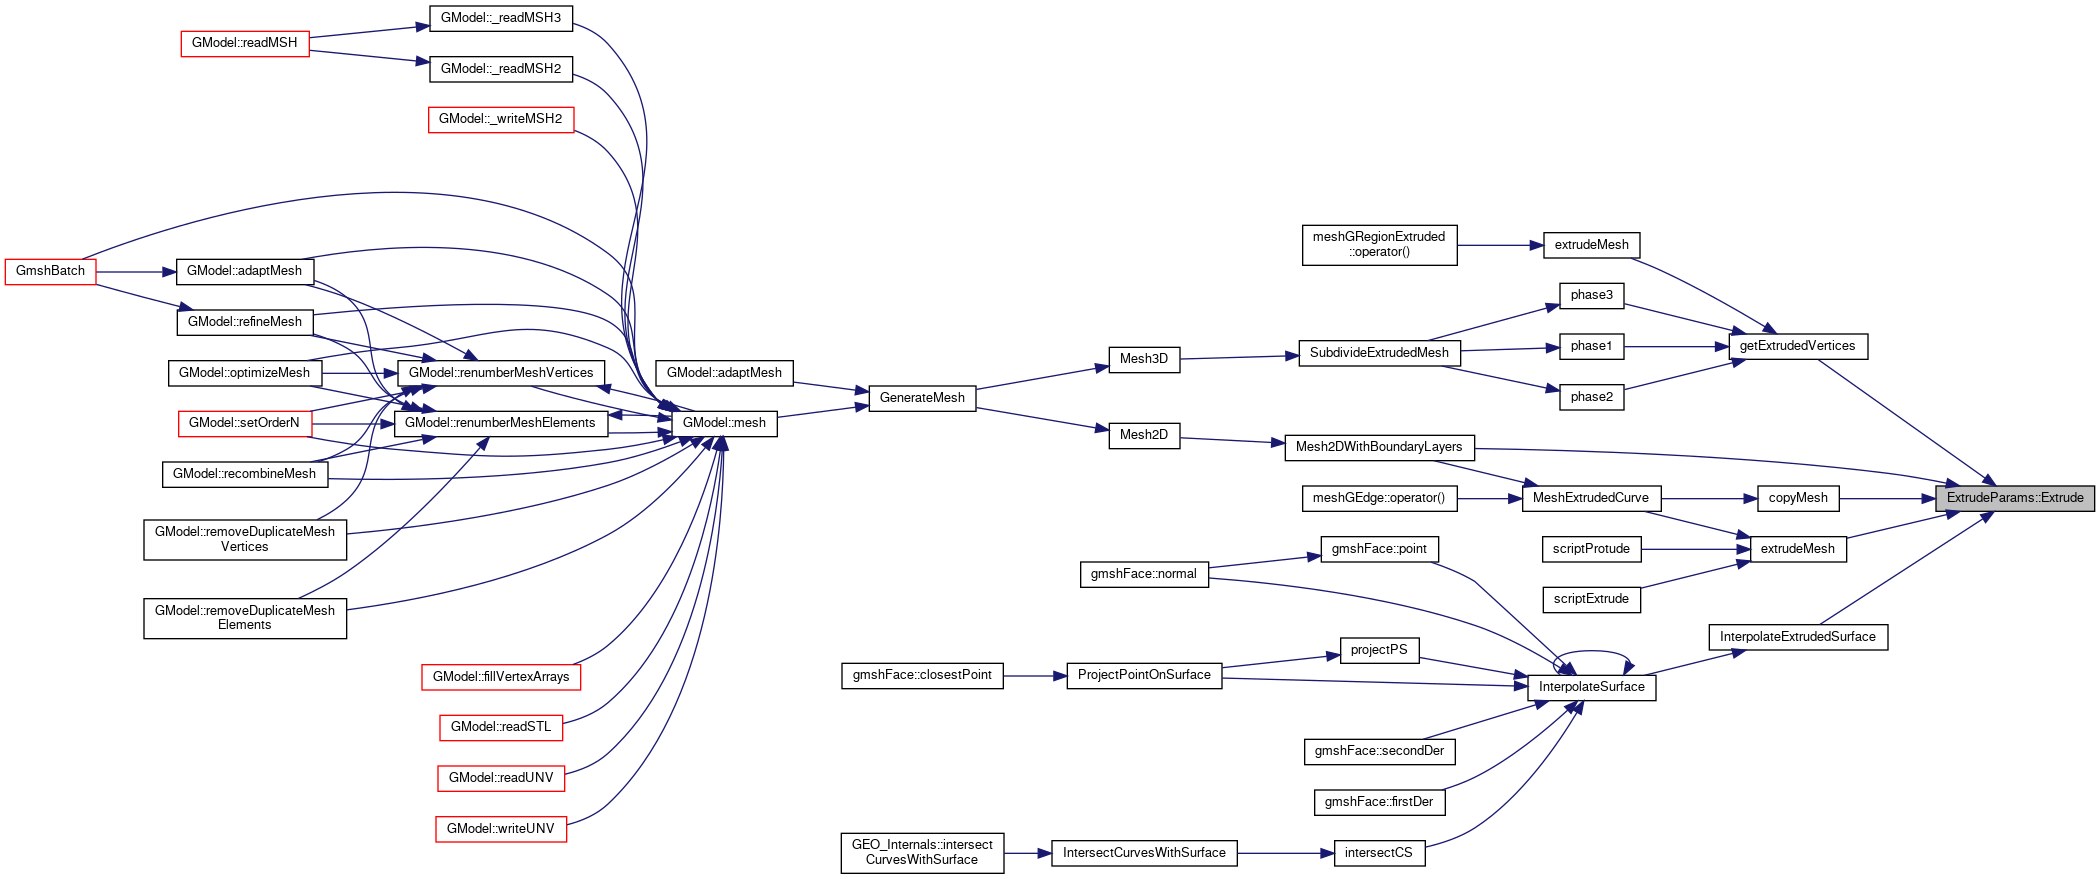 GModel::_readMSH3
GModel::readMSH
GModel::_readMSH2
GModel::_writeMSH2
GmshBatch
GModel::adaptMesh
GModel::refineMesh
GModel::optimizeMesh
GModel::renumberMeshVertices
GModel::setOrderN
GModel::renumberMeshElements
GModel::recombineMesh
GModel::removeDuplicateMesh
Vertices
GModel::removeDuplicateMesh
Elements
GModel::fillVertexArrays
GModel::readSTL
GModel::readUNV
GModel::writeUNV
GModel::adaptMesh
GModel::mesh
GenerateMesh
Mesh3D
Mesh2D
meshGRegionExtruded
::operator()
extrudeMesh
phase3
SubdivideExtrudedMesh
phase1
phase2
getExtrudedVertices
Mesh2DWithBoundaryLayers
meshGEdge::operator()
MeshExtrudedCurve
copyMesh
ExtrudeParams::Extrude
scriptProtude
extrudeMesh
scriptExtrude
gmshFace::point
gmshFace::normal
InterpolateExtrudedSurface
projectPS
gmshFace::closestPoint
ProjectPointOnSurface
InterpolateSurface
gmshFace::secondDer
gmshFace::firstDer
GEO_Internals::intersect
CurvesWithSurface
IntersectCurvesWithSurface
intersectCS